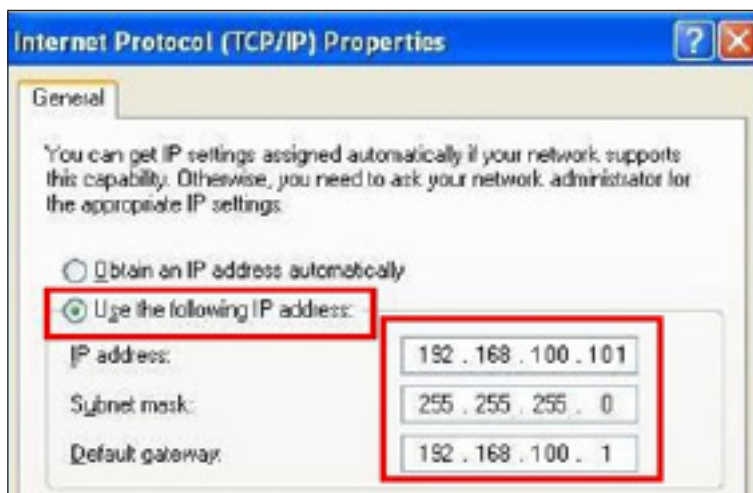 Internet Protocol (TCP/IP) Properties
General
You can get IP settings assigned automatically if your network supports
this capability. Otherwise, you need to ask your network administrator for
the appropriate IP settings.
Obtain an IP address automatically
Use the following IP address:
IP address: 192 . 168 . 100 . 101
Subnet mask: 255 . 255 . 255 . 0
Default gateway: 192 . 168 . 100 . 1